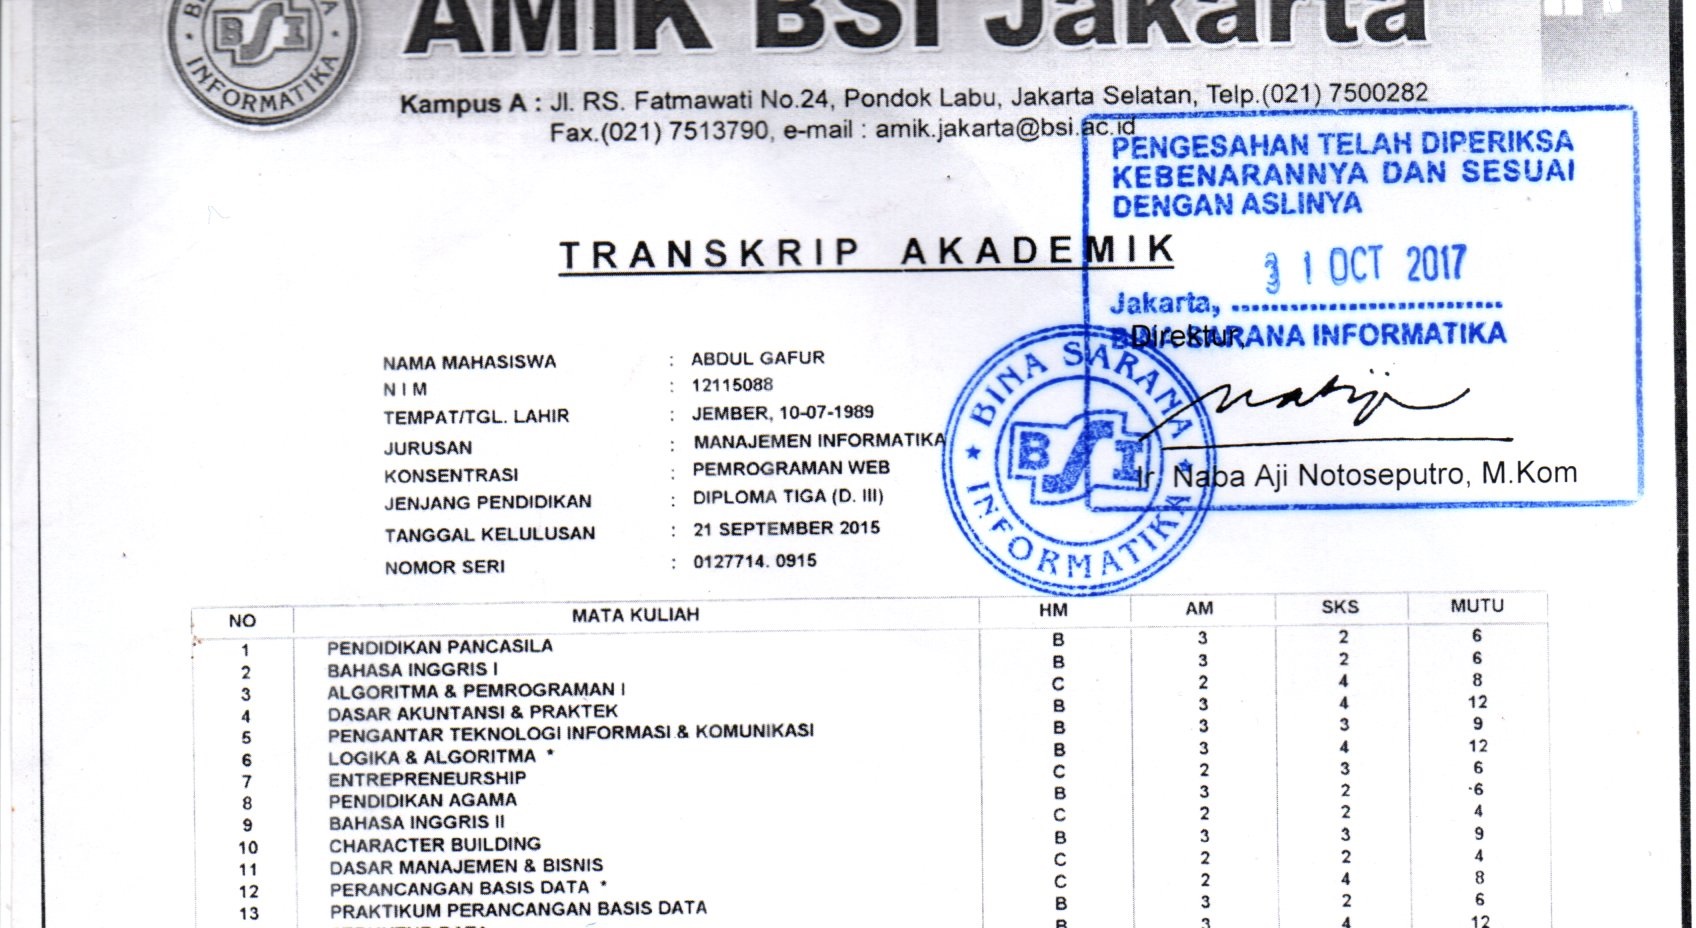 AMIK BSI Jakarta
BSI
INFORMATIKA
Kampus A : Jl. RS. Fatmawati No.24, Pondok Labu, Jakarta Selatan, Telp.(021) 7500282
Fax.(021) 7513790, e-mail : amik.jakarta@bsi.ac.id
PENGESAHAN TELAH DIPERIKSA
KEBENARANNYA DAN SESUAI
DENGAN ASLINYA
TRANSKRIP AKADEMIK
31 OCT 2017
Jakarta, ..............................
BINA SARANA INFORMATIKA
Direktur,
BINA SARANA
BSI
INFORMATIKA
Ir. Naba Aji Notoseputro, M.Kom
NAMA MAHASISWA : ABDUL GAFUR
N I M : 12115088
TEMPAT/TGL. LAHIR : JEMBER, 10-07-1989
JURUSAN : MANAJEMEN INFORMATIKA
KONSENTRASI : PEMROGRAMAN WEB
JENJANG PENDIDIKAN : DIPLOMA TIGA (D. III)
TANGGAL KELULUSAN : 21 SEPTEMBER 2015
NOMOR SERI : 0127714. 0915
NO MATA KULIAH HM AM SKS MUTU
1 PENDIDIKAN PANCASILA B 3 2 6
2 BAHASA INGGRIS I B 3 2 6
3 ALGORITMA & PEMROGRAMAN I C 2 4 8
4 DASAR AKUNTANSI & PRAKTEK B 3 4 12
5 PENGANTAR TEKNOLOGI INFORMASI & KOMUNIKASI B 3 3 9
6 LOGIKA & ALGORITMA * B 3 4 12
7 ENTREPRENEURSHIP C 2 3 6
8 PENDIDIKAN AGAMA B 3 2 6
9 BAHASA INGGRIS II C 2 2 4
10 CHARACTER BUILDING B 3 3 9
11 DASAR MANAJEMEN & BISNIS C 2 2 4
12 PERANCANGAN BASIS DATA * C 2 4 8
13 PRAKTIKUM PERANCANGAN BASIS DATA B 3 2 6
B 3 4 12